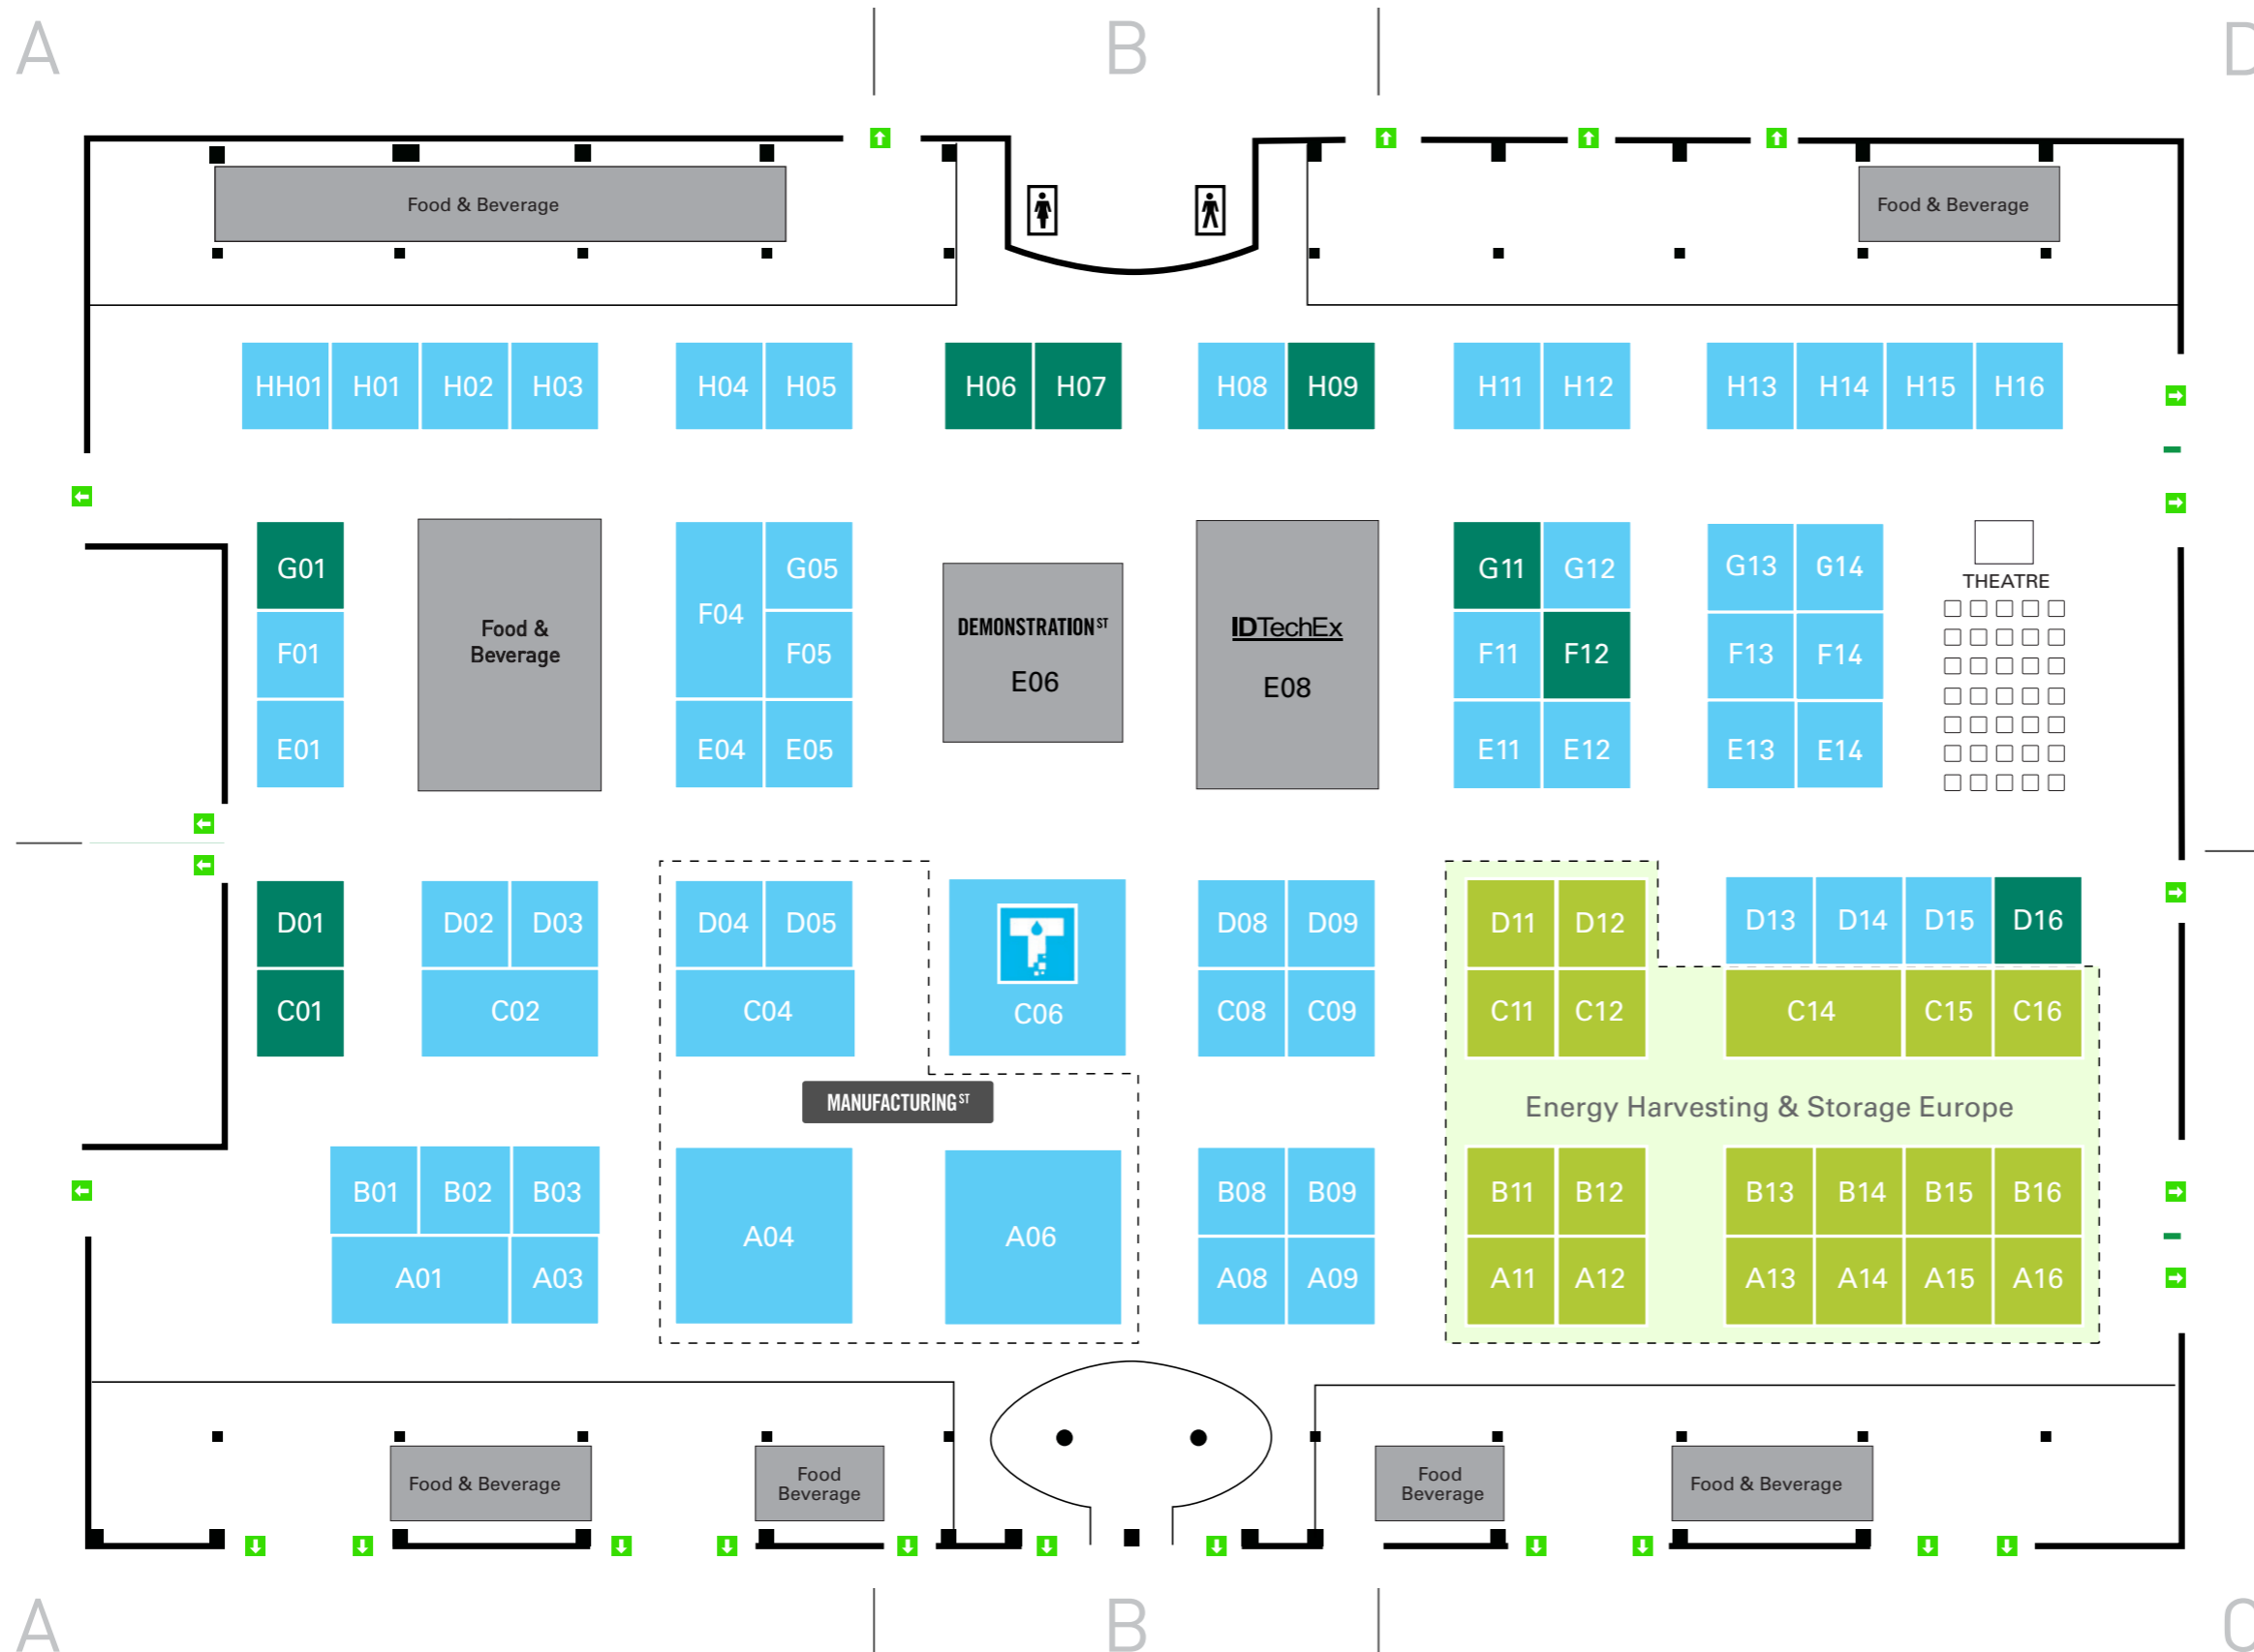 A
B
D
Food & Beverage
Food & Beverage
HH01 H01 H02 H03 H04 H05 H06 H07 H08 H09 H11 H12 H13 H14 H15 H16
G01
Food &
Beverage
F04
G05
DEMONSTRATION ST
E06
IDTechEx
E08
G11 G12 G13 G14
THEATRE
F01 F05 F11 F12 F13 F14
E01 E04 E05 E11 E12 E13 E14
D01 D02 D03 D04 D05 D08 D09 D11 D12 D13 D14 D15 D16
C01 C02 C04 C06 C08 C09 C11 C12 C14 C15 C16
MANUFACTURING ST
Energy Harvesting & Storage Europe
B01 B02 B03 B08 B09 B11 B12 B13 B14 B15 B16
A04 A06
A01 A03 A08 A09 A11 A12 A13 A14 A15 A16
Food & Beverage
Food
Beverage
Food
Beverage
Food & Beverage
A
B
C